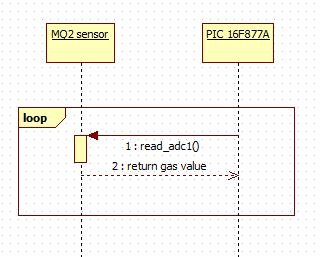 MQ2 sensor
PIC 16F877A
loop
1 : read_adc1()
2 : return gas value